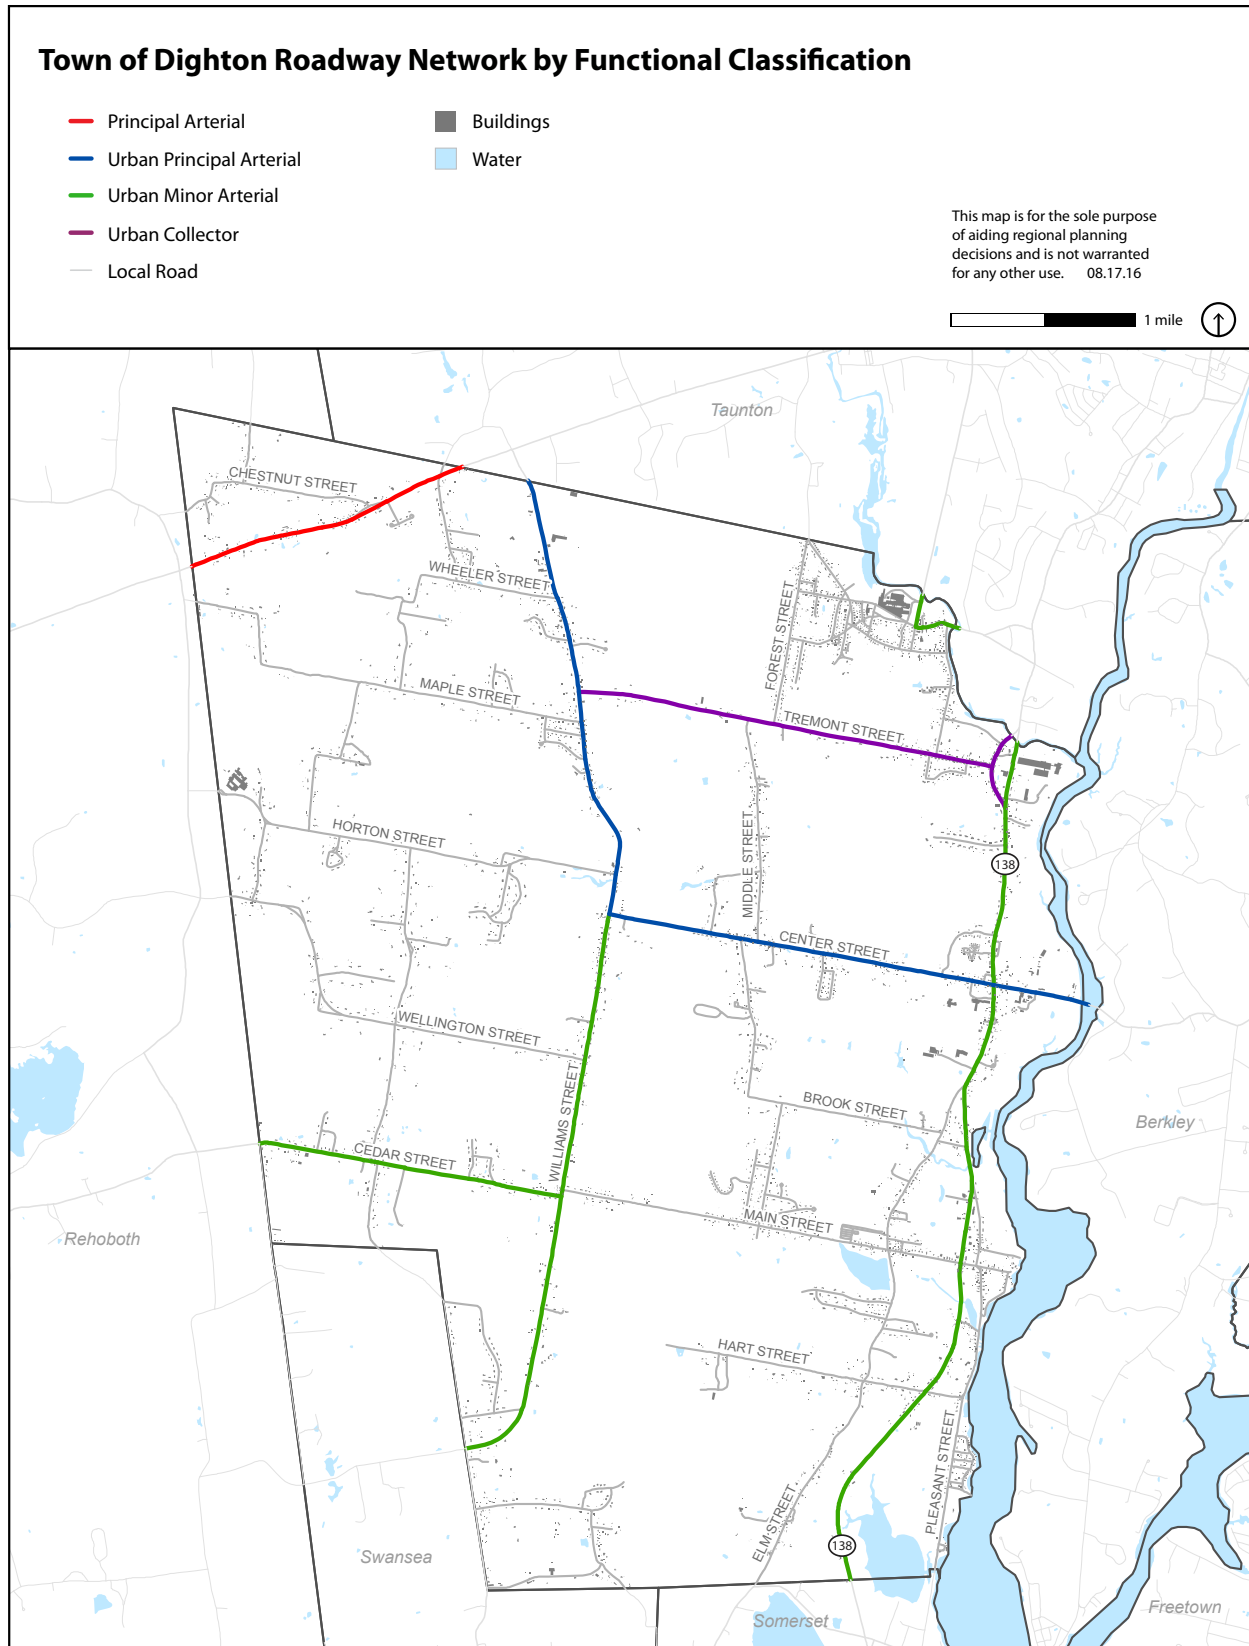 Town of Dighton Roadway Network by Functional Classification
Principal Arterial
Urban Principal Arterial
Urban Minor Arterial
Urban Collector
Local Road
Buildings
Water
This map is for the sole purpose
of aiding regional planning
decisions and is not warranted
for any other use. 08.17.16
1 mile
Taunton
CHESTNUT STREET
WHEELER STREET
FOREST STREET
MAPLE STREET
TREMONT STREET
HORTON STREET
MIDDLE STREET
138
CENTER STREET
WELLINGTON STREET
WILLIAMS STREET
BROOK STREET
Berkley
CEDAR STREET
MAIN STREET
Rehoboth
HART STREET
PLEASANT STREET
ELM STREET
138
Swansea
Somerset
Freetown